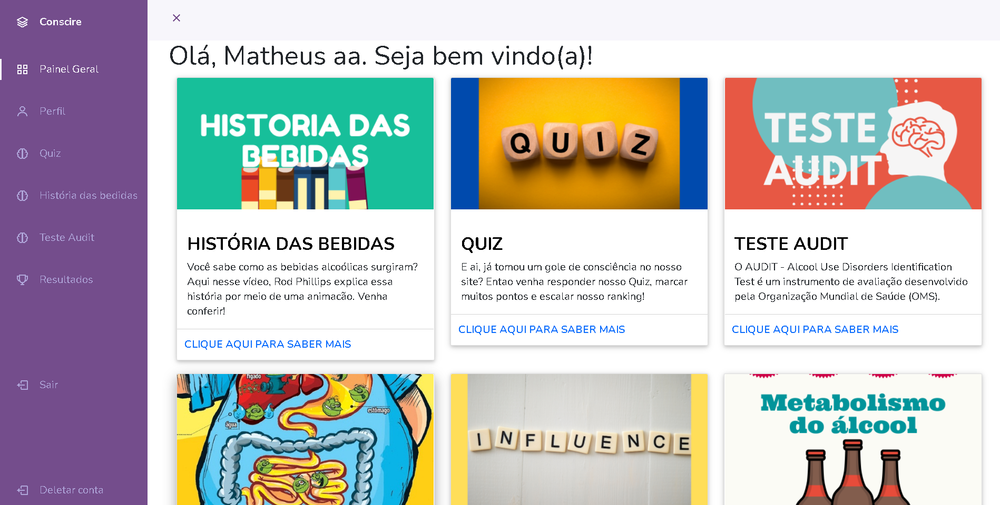 Conscire
Painel Geral
Perfil
Quiz
História das bedidas
Teste Audit
Resultados
Sair
Deletar conta
Olá, Matheus aa. Seja bem vindo(a)!
HISTORIA DAS
BEBIDAS
HISTÓRIA DAS BEBIDAS
Você sabe como as bebidas alcoólicas surgiram?
Aqui nesse vídeo, Rod Phillips explica essa
história por meio de uma animacão. Venha
conferir!
CLIQUE AQUI PARA SABER MAIS
QUIZ
QUIZ
E ai, já tomou um gole de consciência no nosso
site? Entao venha responder nosso Quiz, marcar
muitos pontos e escalar nosso ranking!
CLIQUE AQUI PARA SABER MAIS
TESTE
AUDIT
TESTE AUDIT
O AUDIT - Alcool Use Disorders Identification
Test é um instrumento de avaliação desenvolvido
pela Organização Mundial de Saúde (OMS).
CLIQUE AQUI PARA SABER MAIS
fígado
estômago
água
INFLUENCE
Metabolismo
do álcool